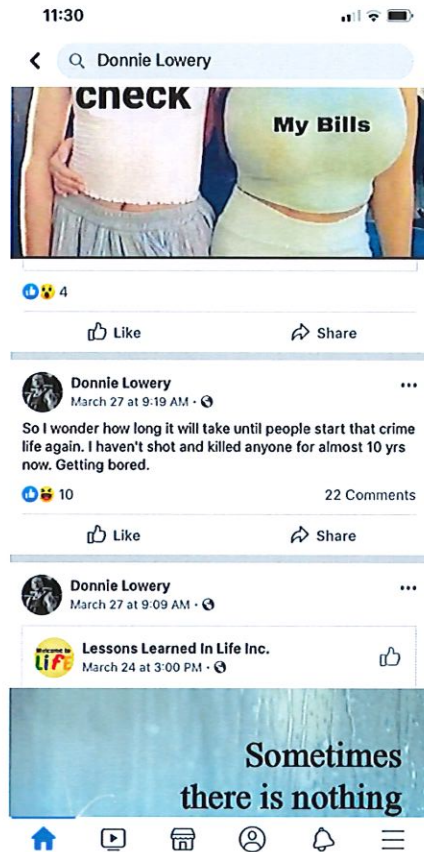 11:30
Donnie Lowery
check
My Bills
4
Like
Share
Donnie Lowery
March 27 at 9:19 AM ·
So I wonder how long it will take until people start that crime
life again. I haven't shot and killed anyone for almost 10 yrs
now. Getting bored.
10
22 Comments
Like
Share
Donnie Lowery
March 27 at 9:09 AM ·
Welcome to
LiFE
Lessons Learned In Life Inc.
March 24 at 3:00 PM ·
Sometimes
there is nothing